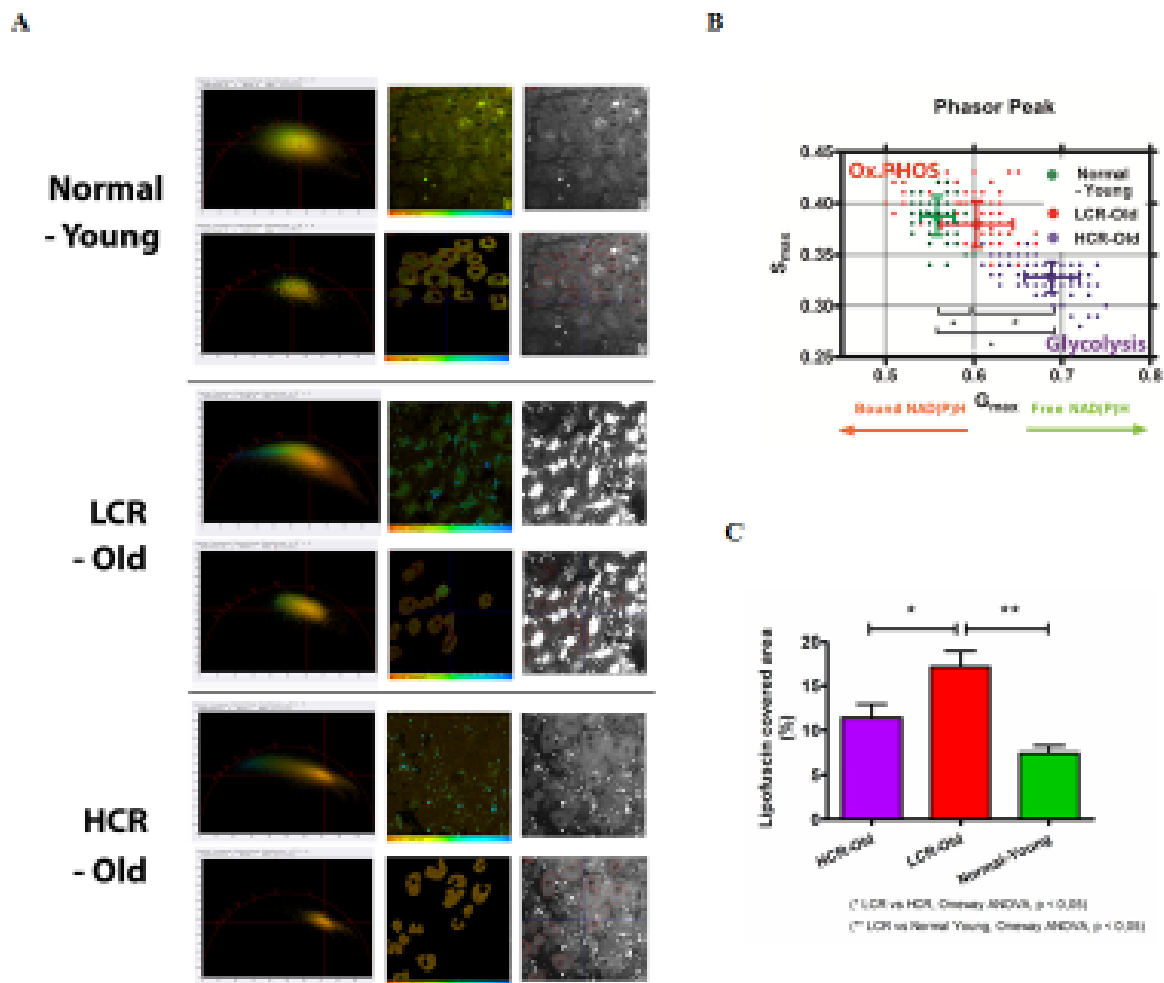 A
Normal
- Young
LCR
- Old
HCR
- Old
B
Phasor Peak
0.45
0.40
0.35
0.30
0.25
Smax
Ox.PHOS
Normal
- Young
LCR-Old
HCR-Old
Glycolysis
0.5 0.6 0.7 0.8
Gmax
Bound NAD(P)H
Free NAD(P)H
C
* **
20
15
10
5
0
Lipofuscin covered area
(%)
HCR-Old
LCR-Old
Normal-Young
(* LCR vs HCR, Oneway ANOVA, p < 0.05)
(** LCR vs Normal Young, Oneway ANOVA, p < 0.05)